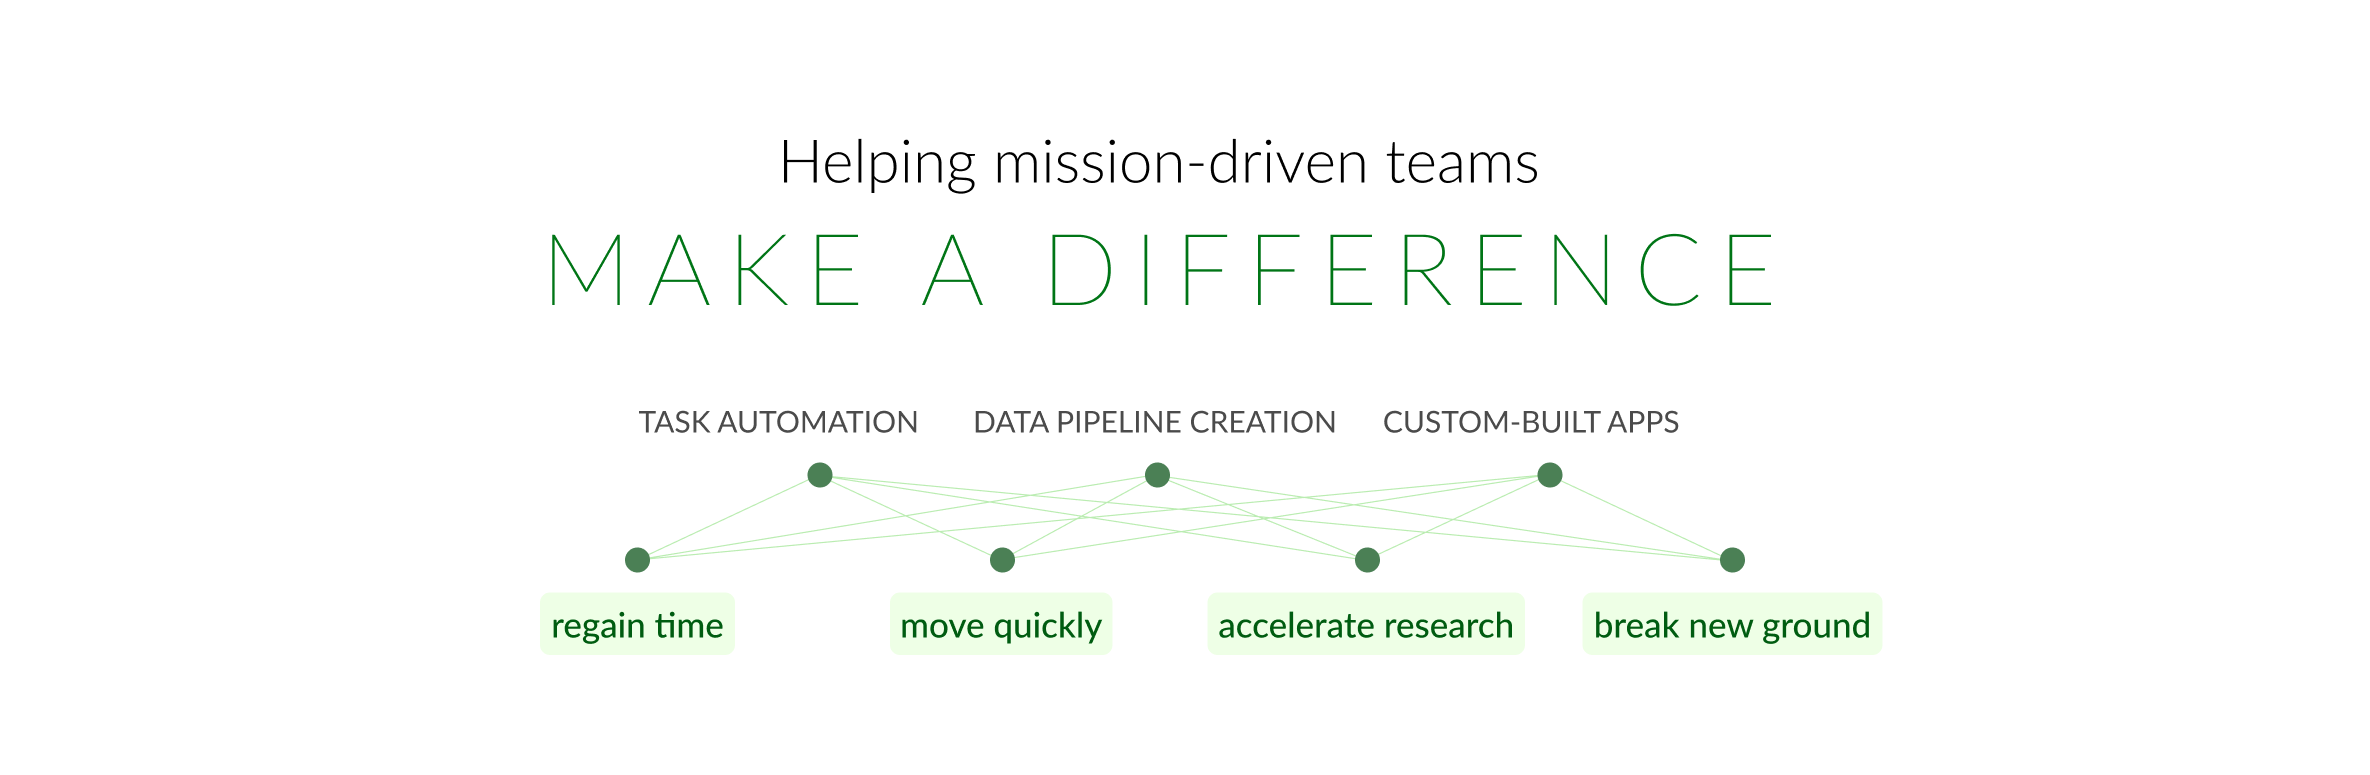 Helping mission-driven teams
MAKE A DIFFERENCE
TASK AUTOMATION DATA PIPELINE CREATION CUSTOM-BUILT APPS
regain time move quickly accelerate research break new ground